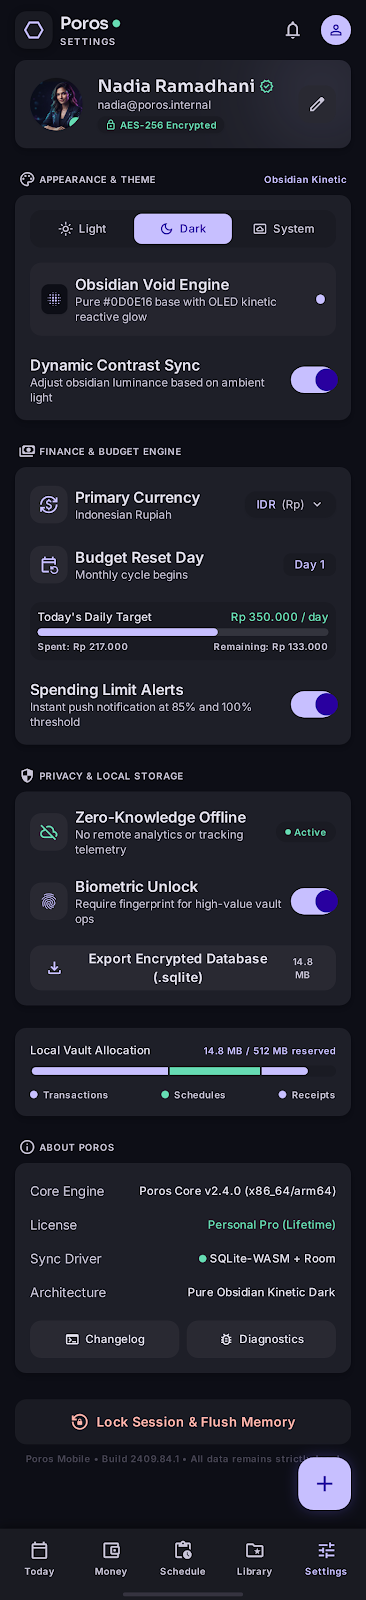 Poros
SETTINGS
Nadia Ramadhani
nadia@poros.internal
AES-256 Encrypted
APPEARANCE & THEME
Obsidian Kinetic
Light
Dark
System
Obsidian Void Engine
Pure #0D0E16 base with OLED kinetic
reactive glow
Dynamic Contrast Sync
Adjust obsidian luminance based on ambient
light
FINANCE & BUDGET ENGINE
Primary Currency
Indonesian Rupiah
IDR (Rp)
Budget Reset Day
Monthly cycle begins
Day 1
Today's Daily Target
Rp 350.000 / day
Spent: Rp 217.000
Remaining: Rp 133.000
Spending Limit Alerts
Instant push notification at 85% and 100%
threshold
PRIVACY & LOCAL STORAGE
Zero-Knowledge Offline
No remote analytics or tracking
telemetry
Active
Biometric Unlock
Require fingerprint for high-value vault
ops
Export Encrypted Database
(.sqlite)
14.8
MB
Local Vault Allocation
14.8 MB / 512 MB reserved
Transactions
Schedules
Receipts
ABOUT POROS
Core Engine
Poros Core v2.4.0 (x86_64/arm64)
License
Personal Pro (Lifetime)
Sync Driver
SQLite-WASM + Room
Architecture
Pure Obsidian Kinetic Dark
Changelog
Diagnostics
Lock Session & Flush Memory
Poros Mobile • Build 2409.84.1 • All data remains
Today
Money
Schedule
Library
Settings